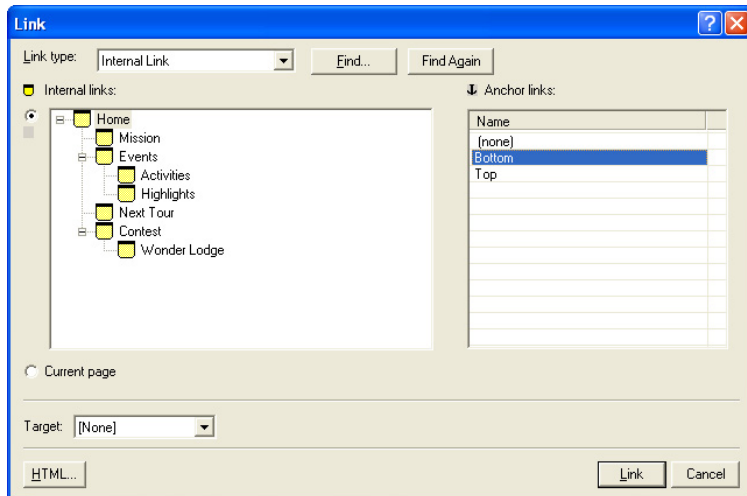 Link
Link type: Internal Link Find... Find Again
Internal links:
Home
Mission
Events
Activities
Highlights
Next Tour
Contest
Wonder Lodge
Anchor links:
Name
(none)
Bottom
Top
Current page
Target: [None]
HTML... Link Cancel